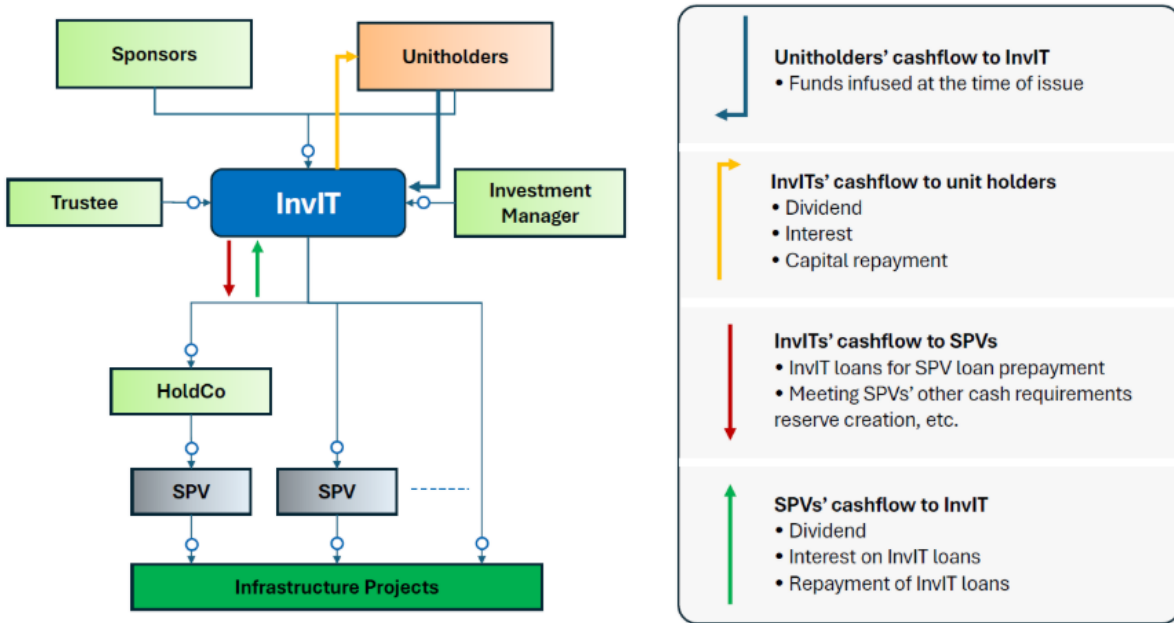 Sponsors
Unitholders
InvIT
Trustee
Investment
Manager
HoldCo
SPV
SPV
Infrastructure Projects
Unitholders’ cashflow to InvIT
• Funds infused at the time of issue
InvITs’ cashflow to unit holders
• Dividend
• Interest
• Capital repayment
InvITs’ cashflow to SPVs
• InvIT loans for SPV loan prepayment
• Meeting SPVs’ other cash requirements
reserve creation, etc.
SPVs’ cashflow to InvIT
• Dividend
• Interest on InvIT loans
• Repayment of InvIT loans